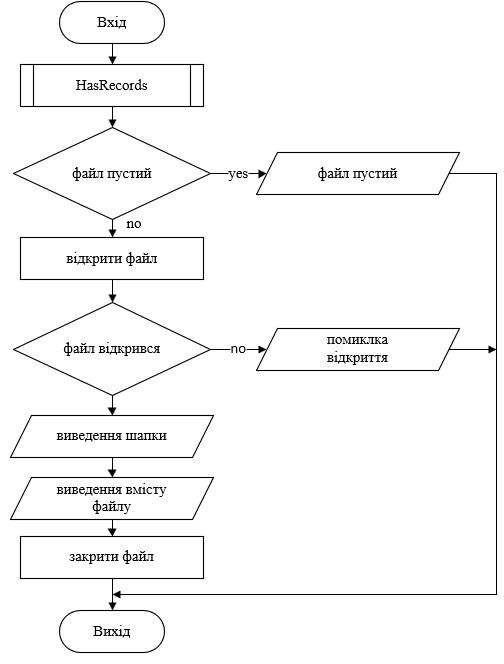 Вхід
HasRecords
файл пустий
yes
файл пустий
no
відкрити файл
файл відкрився
no
помиклка
відкриття
виведення шапки
виведення вмісту
файлу
закрити файл
Вихід